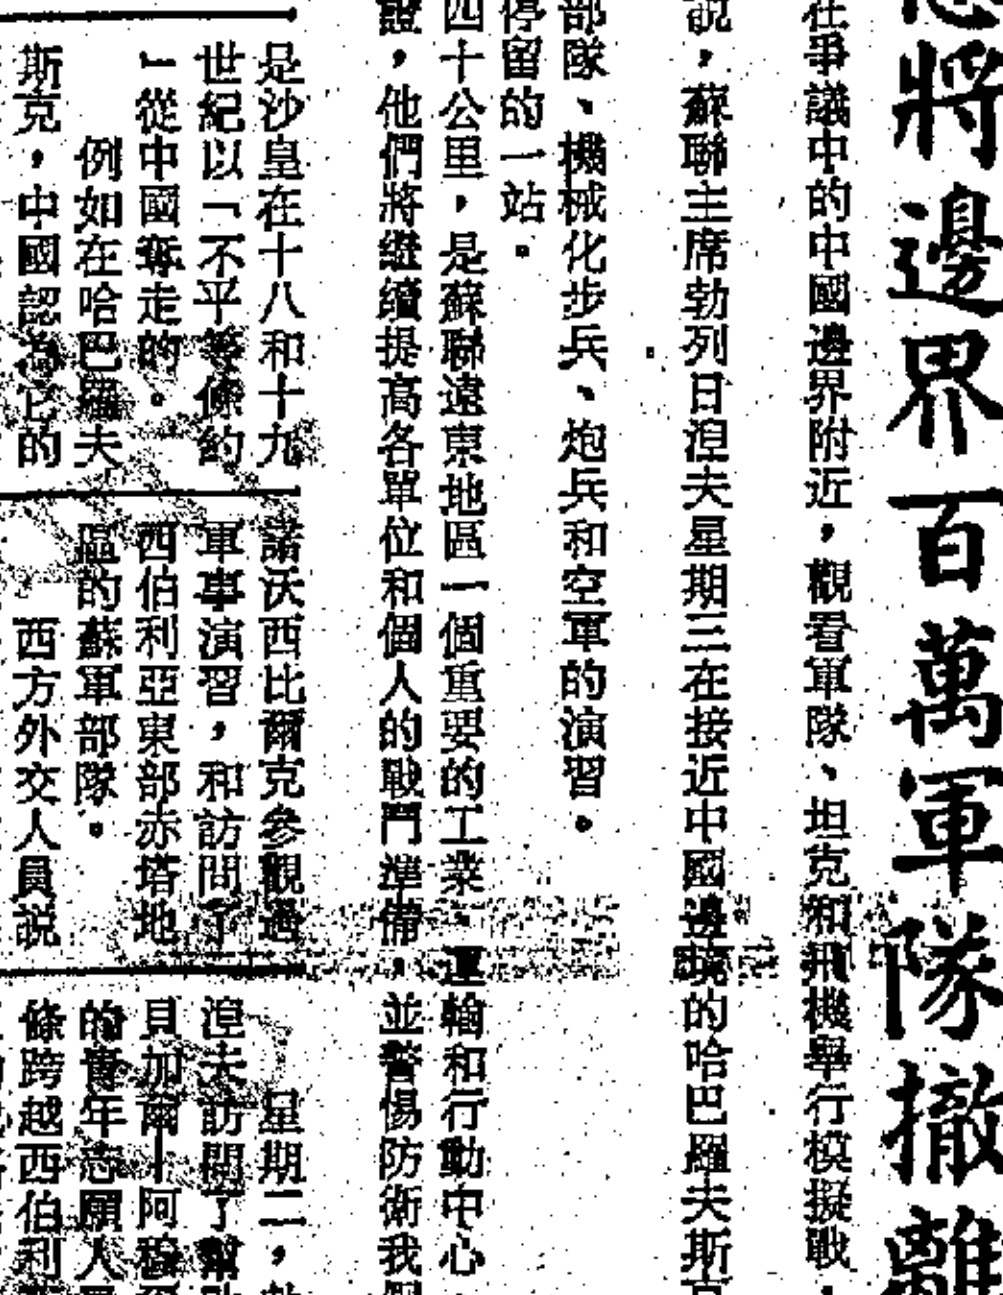 將邊界百萬軍隊撤離
在爭議中的中國邊界附近，觀看軍隊、坦克和飛機舉行模擬戰，
說，蘇聯主席勃列日湼夫星期三在接近中國邊境的哈巴羅夫斯克
部隊、機械化步兵、炮兵和空軍的演習。
停留的一站。
四十公里，是蘇聯遠東地區一個重要的工業、運輸和行動中心，
證，他們將繼續提高各單位和個人的戰鬥準備，並警惕防衛我們
是沙皇在十八和十九
世紀以「不平等條約
」從中國奪走的。
例如在哈巴羅夫
斯克，中國認為它的
諾沃西比爾克參觀過
軍事演習，和訪問了
西伯利亞東部赤塔地
區的蘇軍部隊。
西方外交人員說
星期二，
湼夫訪問了幫
貝加爾—阿穆
的青年志願人
條跨越西伯利